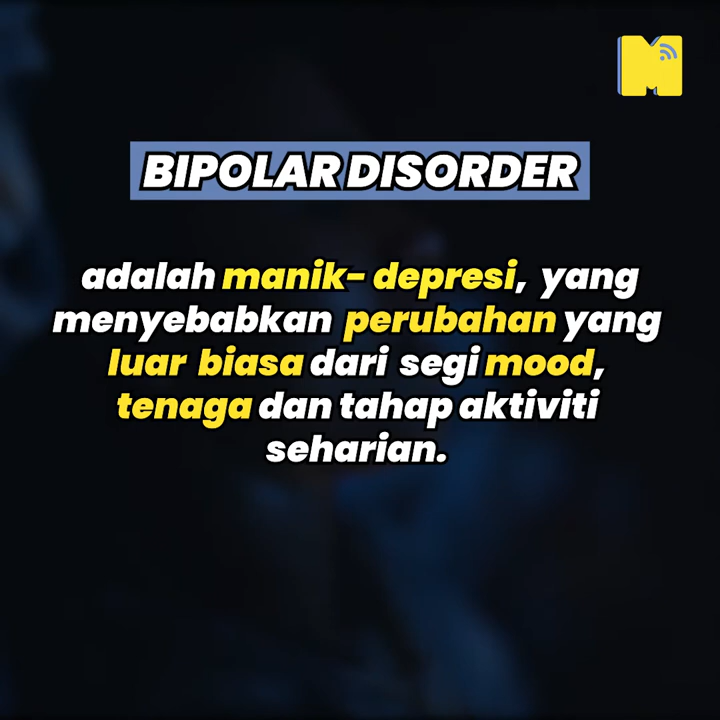 M
BIPOLAR DISORDER
adalah manik- depresi, yang
menyebabkan perubahan yang
luar biasa dari segi mood,
tenaga dan tahap aktiviti
seharian.